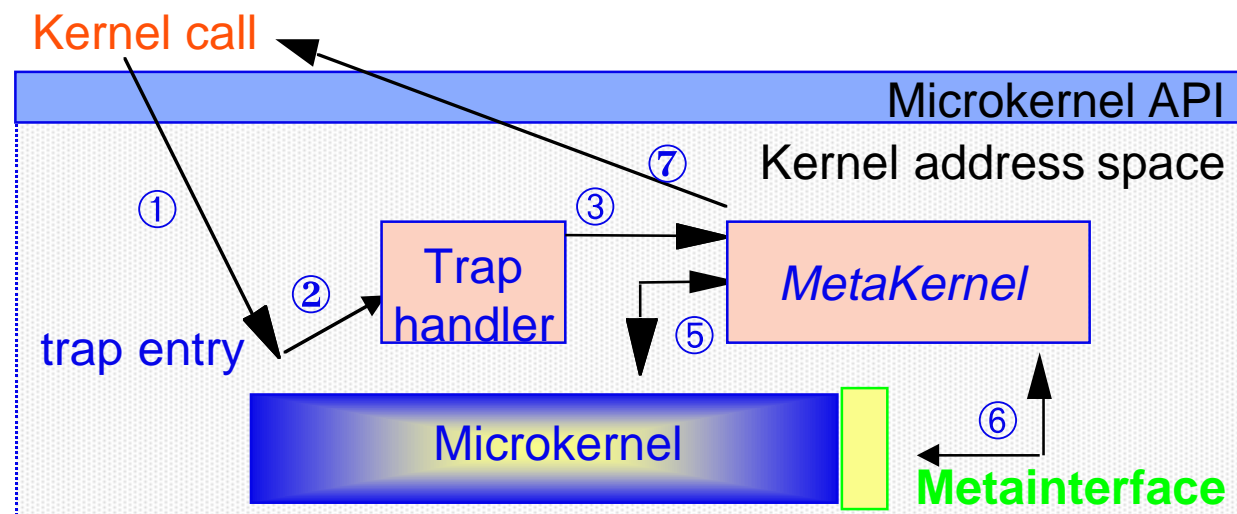 Kernel call
Microkernel API
Kernel address space
⑦
①
③
②
Trap
handler
MetaKernel
trap entry
⑤
Microkernel
⑥
Metainterface